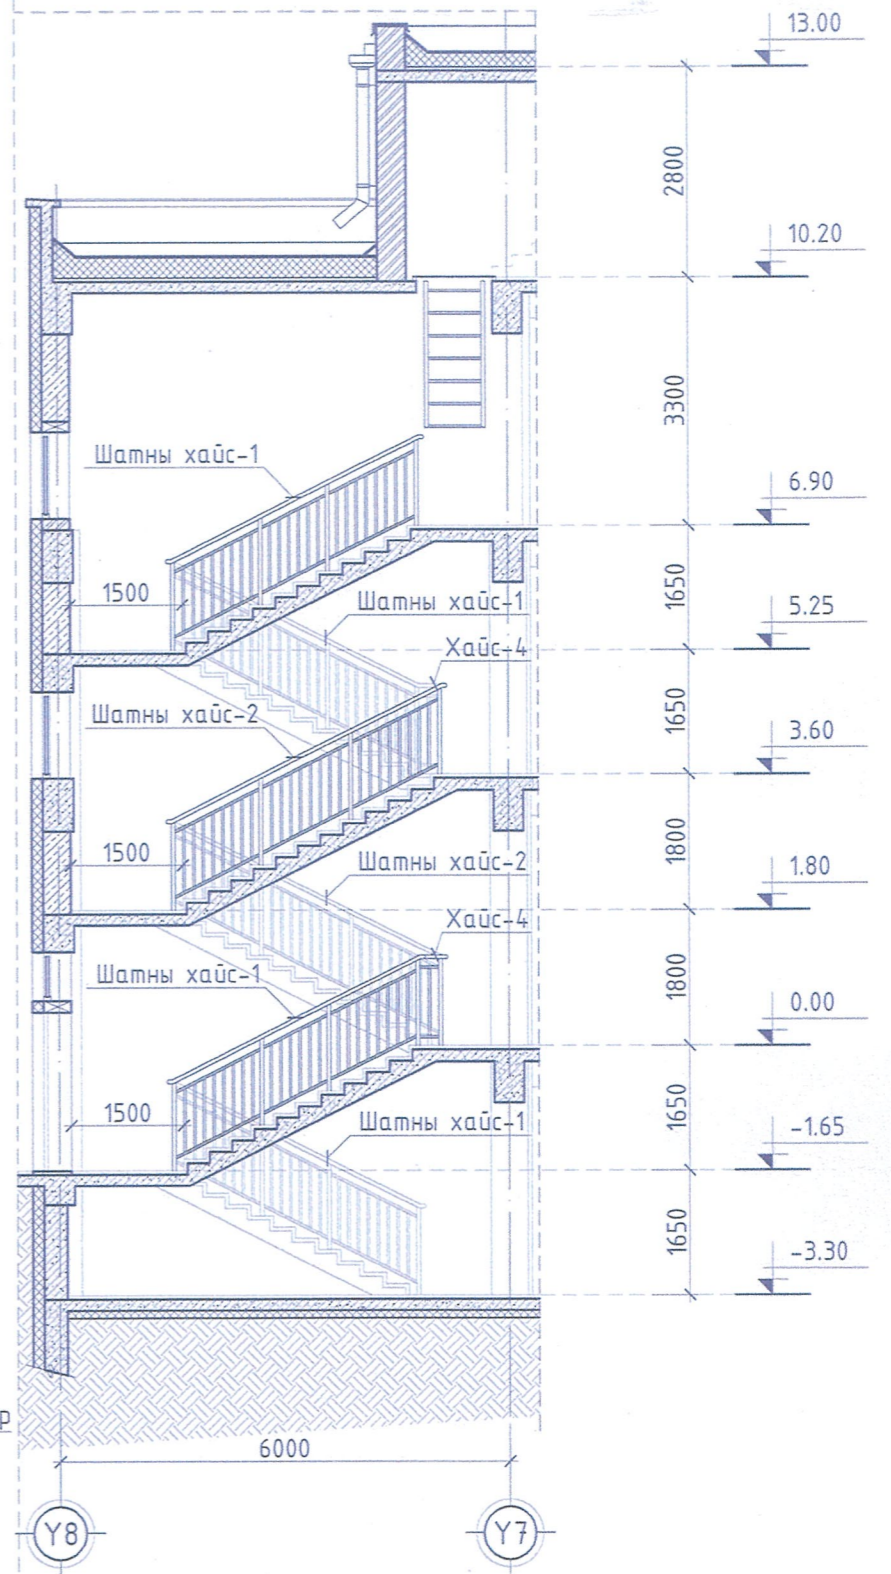 13.00
2800
10.20
3300
Шатны хайс-1
6.90
1500
1650
Шатны хайс-1
5.25
Хайс-4
1650
Шатны хайс-2
3.60
1500
1800
Шатны хайс-2
1.80
Хайс-4
Шатны хайс-1
1800
0.00
1500
1650
Шатны хайс-1
-1.65
1650
-3.30
Р
6000
Y8
Y7